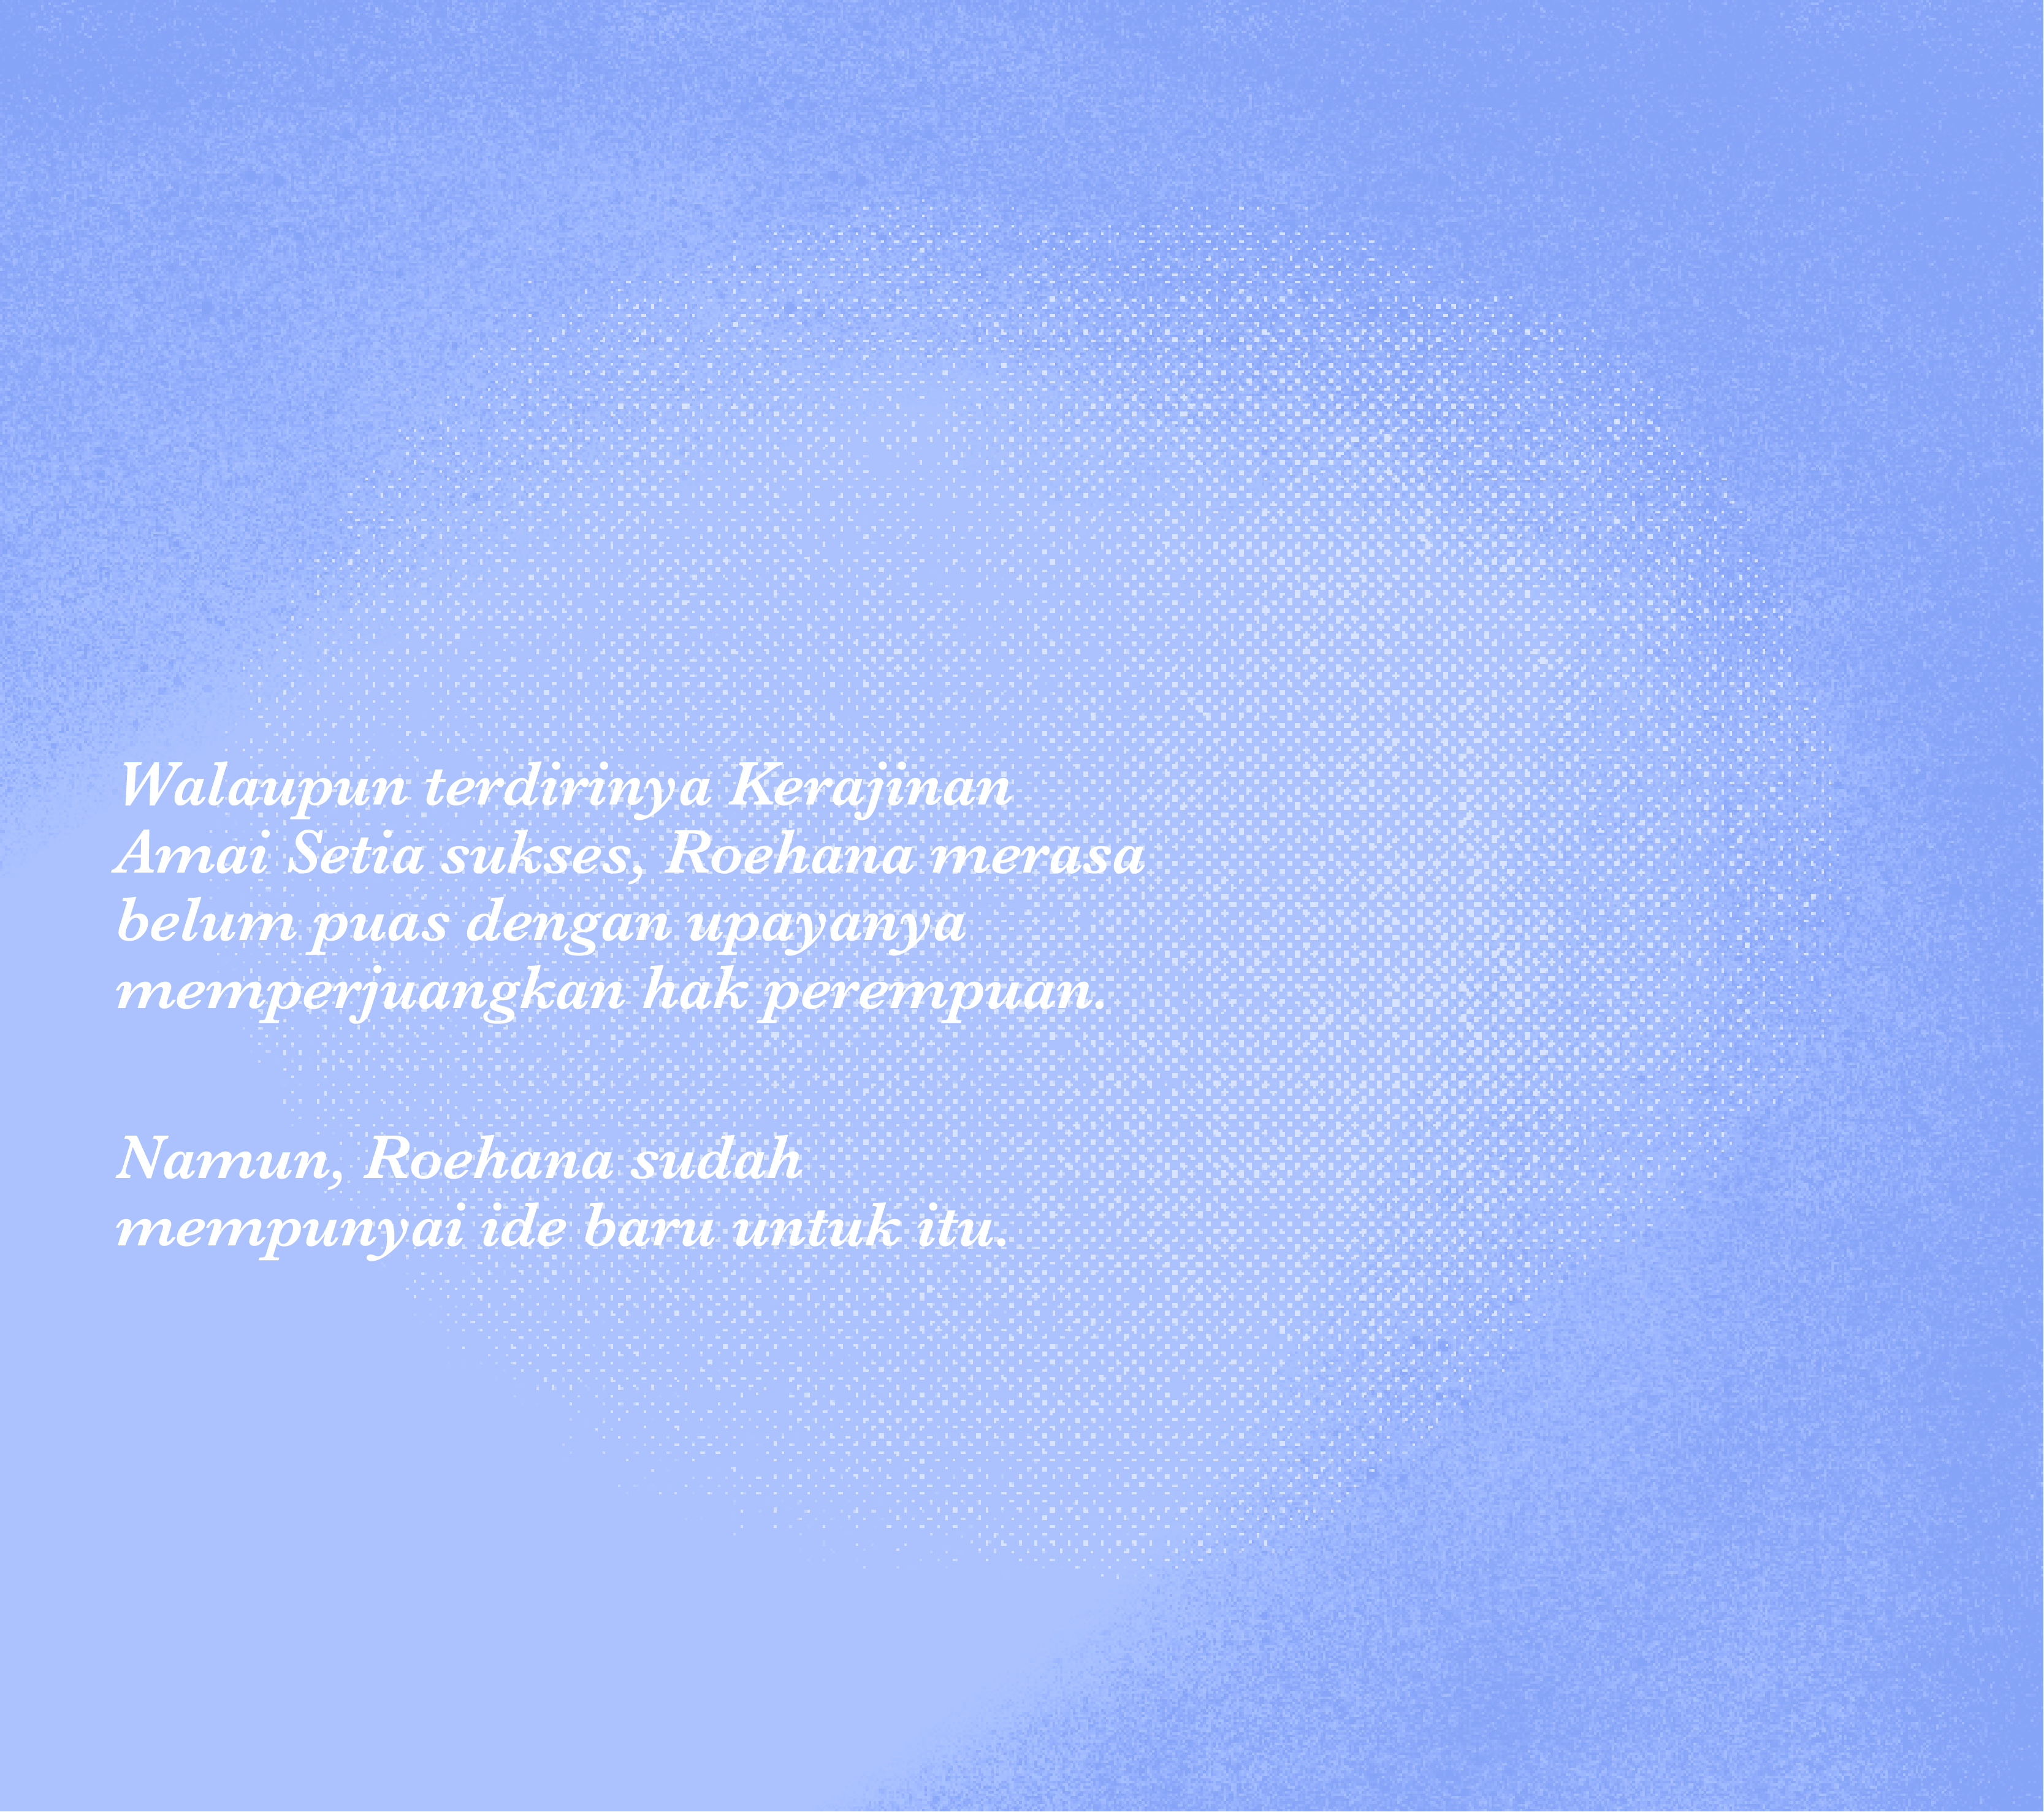 Walaupun terdirinya Kerajinan
Amai Setia sukses, Roehana merasa
belum puas dengan upayanya
memperjuangkan hak perempuan.
Namun, Roehana sudah
mempunyai ide baru untuk itu.